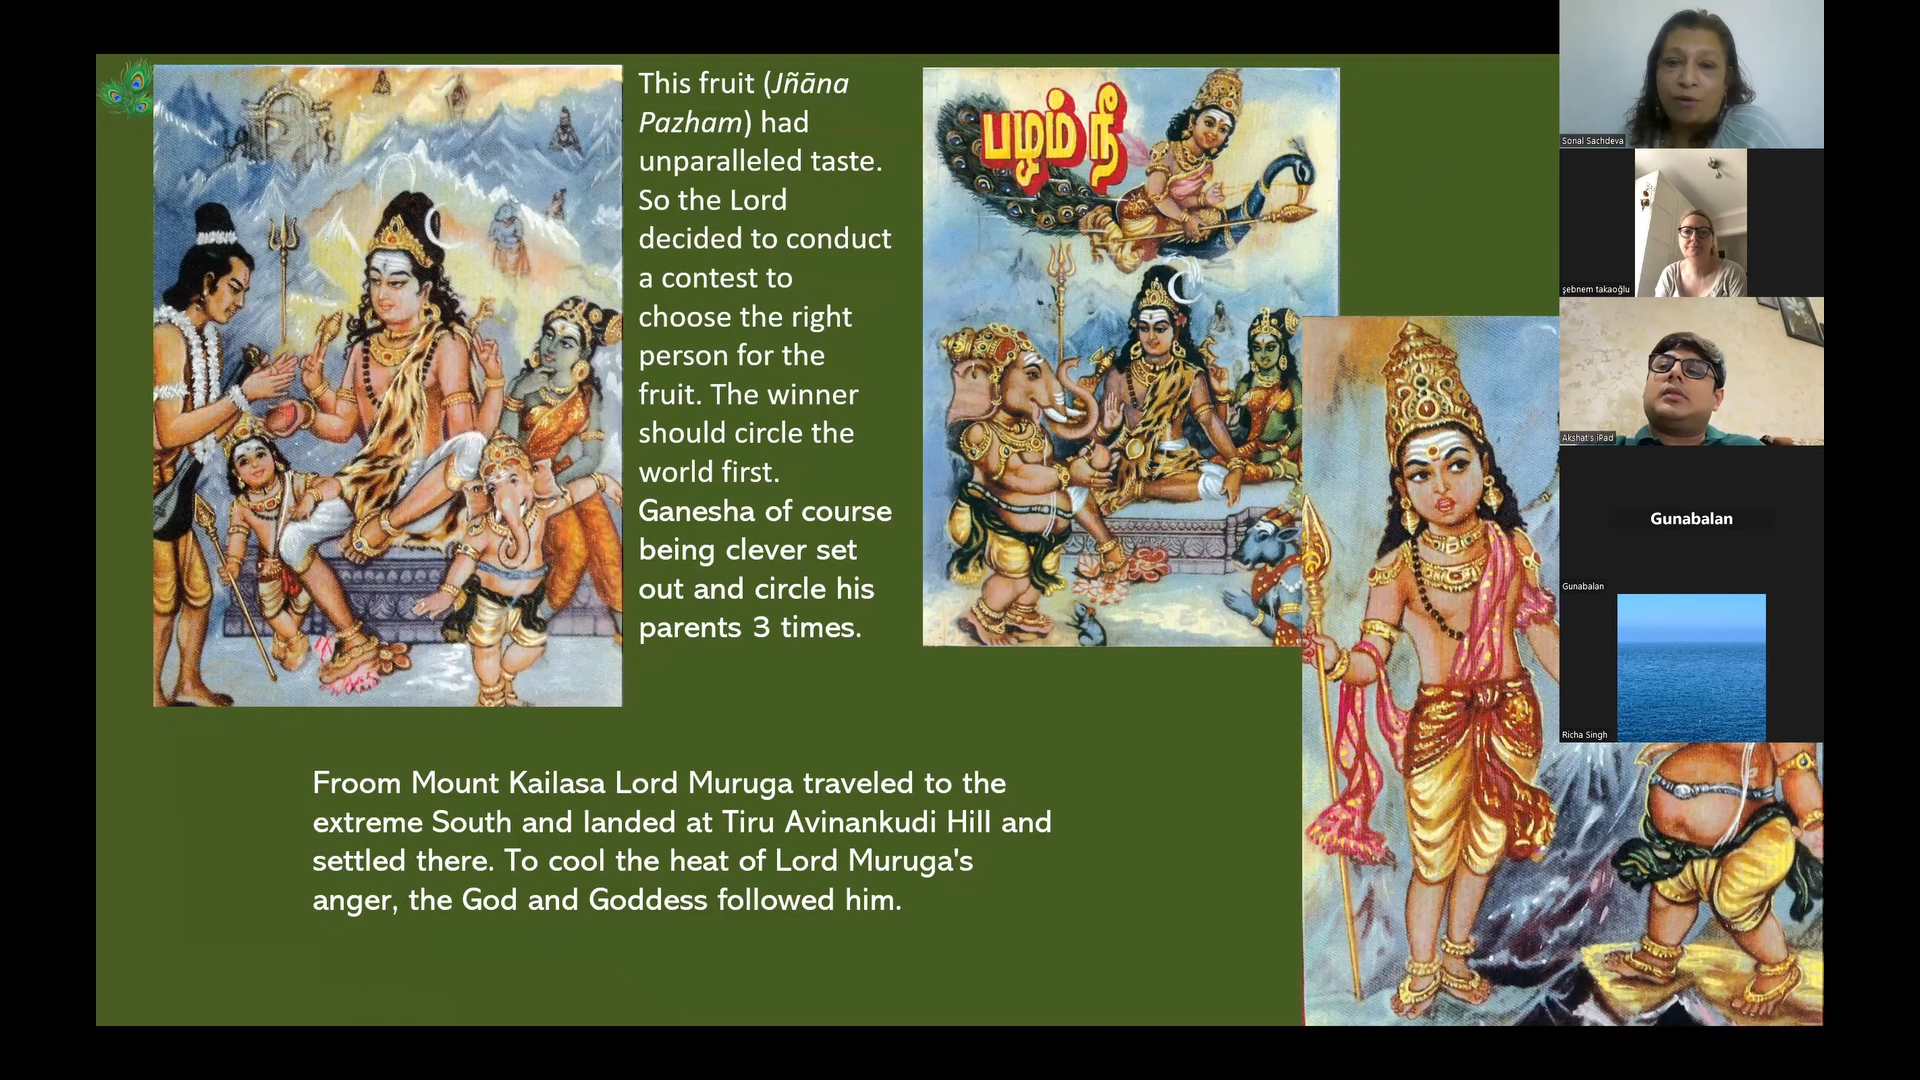 This fruit (Jñāna
Pazham) had
unparalleled taste.
So the Lord
decided to conduct
a contest to
choose the right
person for the
fruit. The winner
should circle the
world first.
Ganesha of course
being clever set
out and circle his
parents 3 times.
பழம் நீ
Froom Mount Kailasa Lord Muruga traveled to the
extreme South and landed at Tiru Avinankudi Hill and
settled there. To cool the heat of Lord Muruga's
anger, the God and Goddess followed him.
Sonal Sachdeva
şebnem takaoğlu
Akshat's iPad
Gunabalan
Gunabalan
Richa Singh